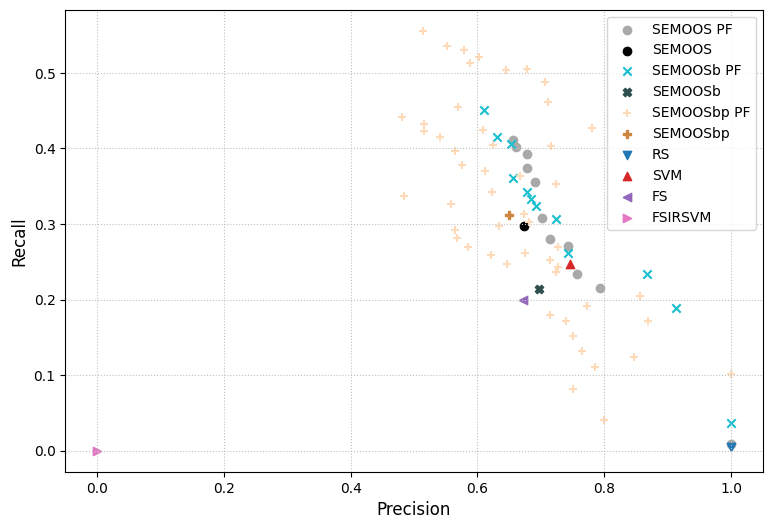 SEMOOS PF
SEMOOS
SEMOOSb PF
SEMOOSb
SEMOOSbp PF
SEMOOSbp
RS
SVM
FS
FSIRSVM
0.5
0.4
0.3
0.2
0.1
0.0
Recall
0.0 0.2 0.4 0.6 0.8 1.0
Precision